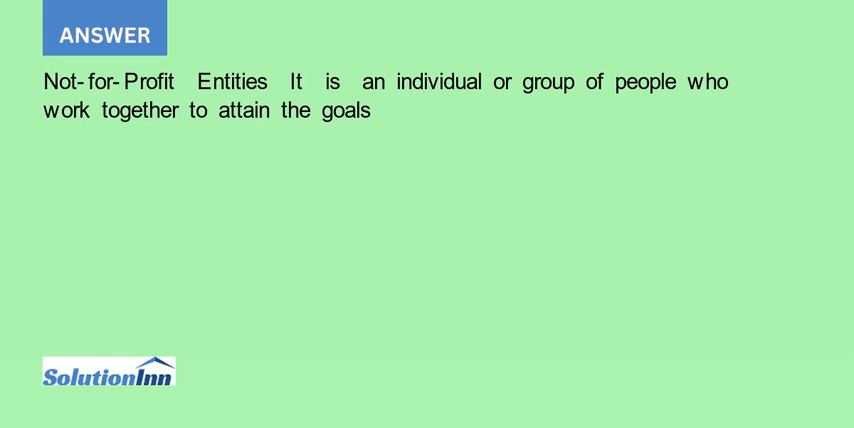 ANSWER
Not-for-Profit Entities It is an individual or group of people who
work together to attain the goals
SolutionInn